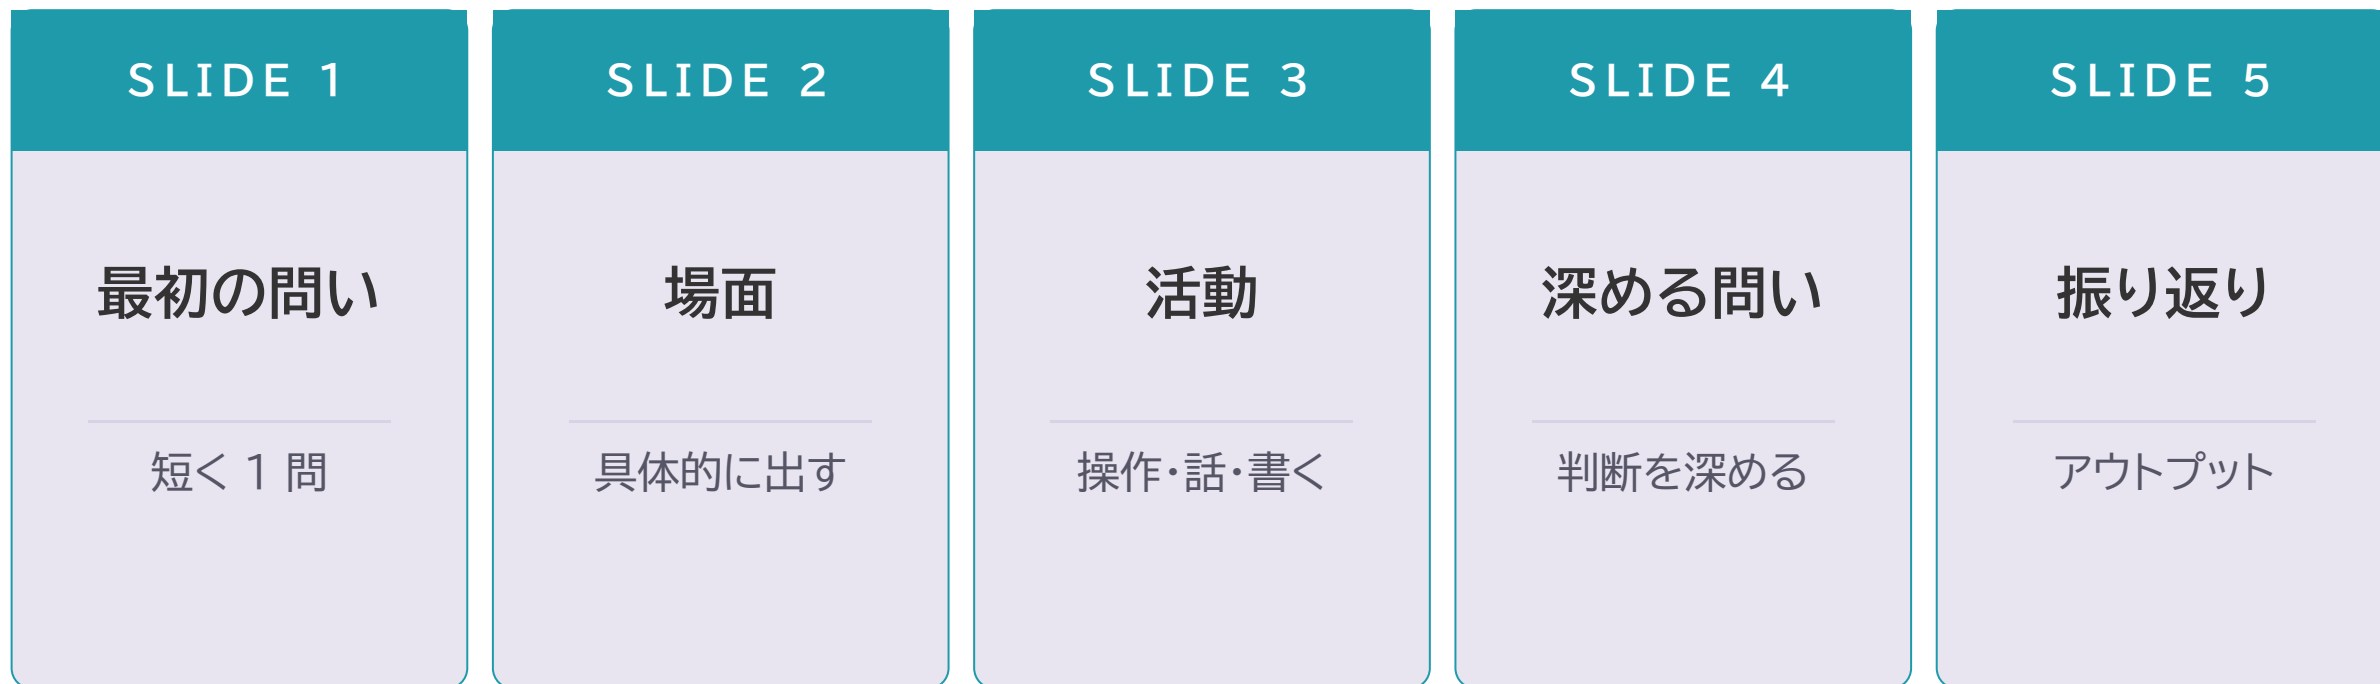 SLIDE 1
最初の問い
短く 1 問
SLIDE 2
場面
具体的に出す
SLIDE 3
活動
操作・話・書く
SLIDE 4
深める問い
判断を深める
SLIDE 5
振り返り
アウトプット